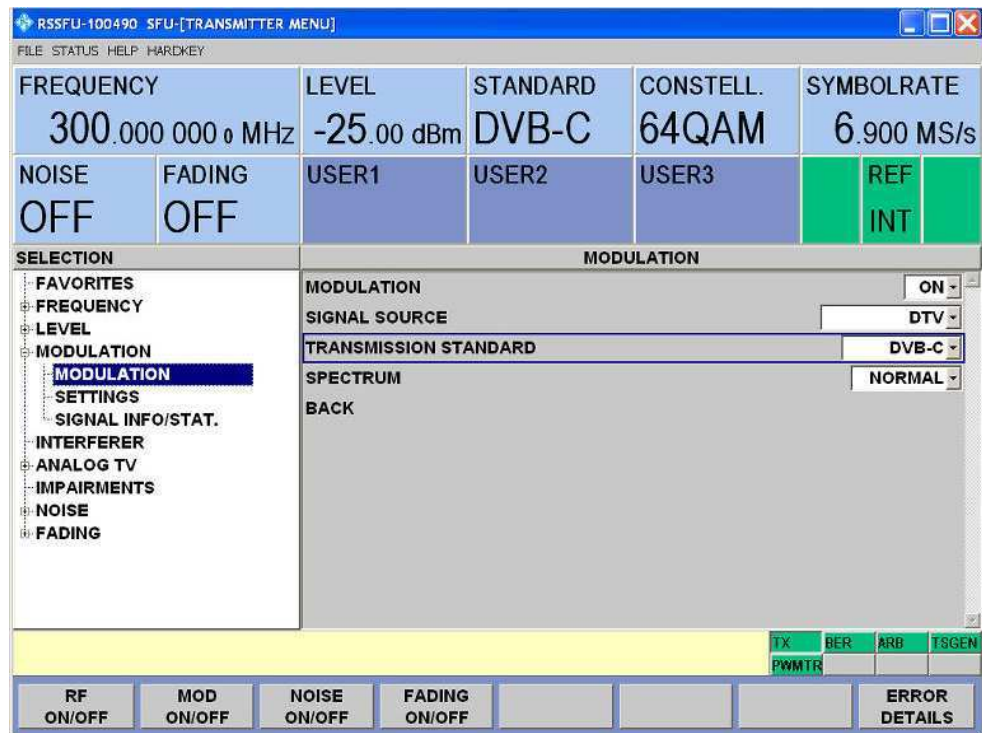 RSSFU-100490 SFU-[TRANSMITTER MENU]
FILE STATUS HELP HARDKEY
FREQUENCY LEVEL STANDARD CONSTELL. SYMBOLRATE
300.000 000 0 MHz -25.00 dBm DVB-C 64QAM 6.900 MS/s
NOISE FADING USER1 USER2 USER3 REF
OFF OFF INT
SELECTION MODULATION
FAVORITES
FREQUENCY
LEVEL
MODULATION
MODULATION
SETTINGS
SIGNAL INFO/STAT.
INTERFERER
ANALOG TV
IMPAIRMENTS
NOISE
FADING
MODULATION ON
SIGNAL SOURCE DTV
TRANSMISSION STANDARD DVB-C
SPECTRUM NORMAL
BACK
TX BER ARB TSGEN
PWMTR
RF MOD NOISE FADING ERROR
ON/OFF ON/OFF ON/OFF ON/OFF DETAILS